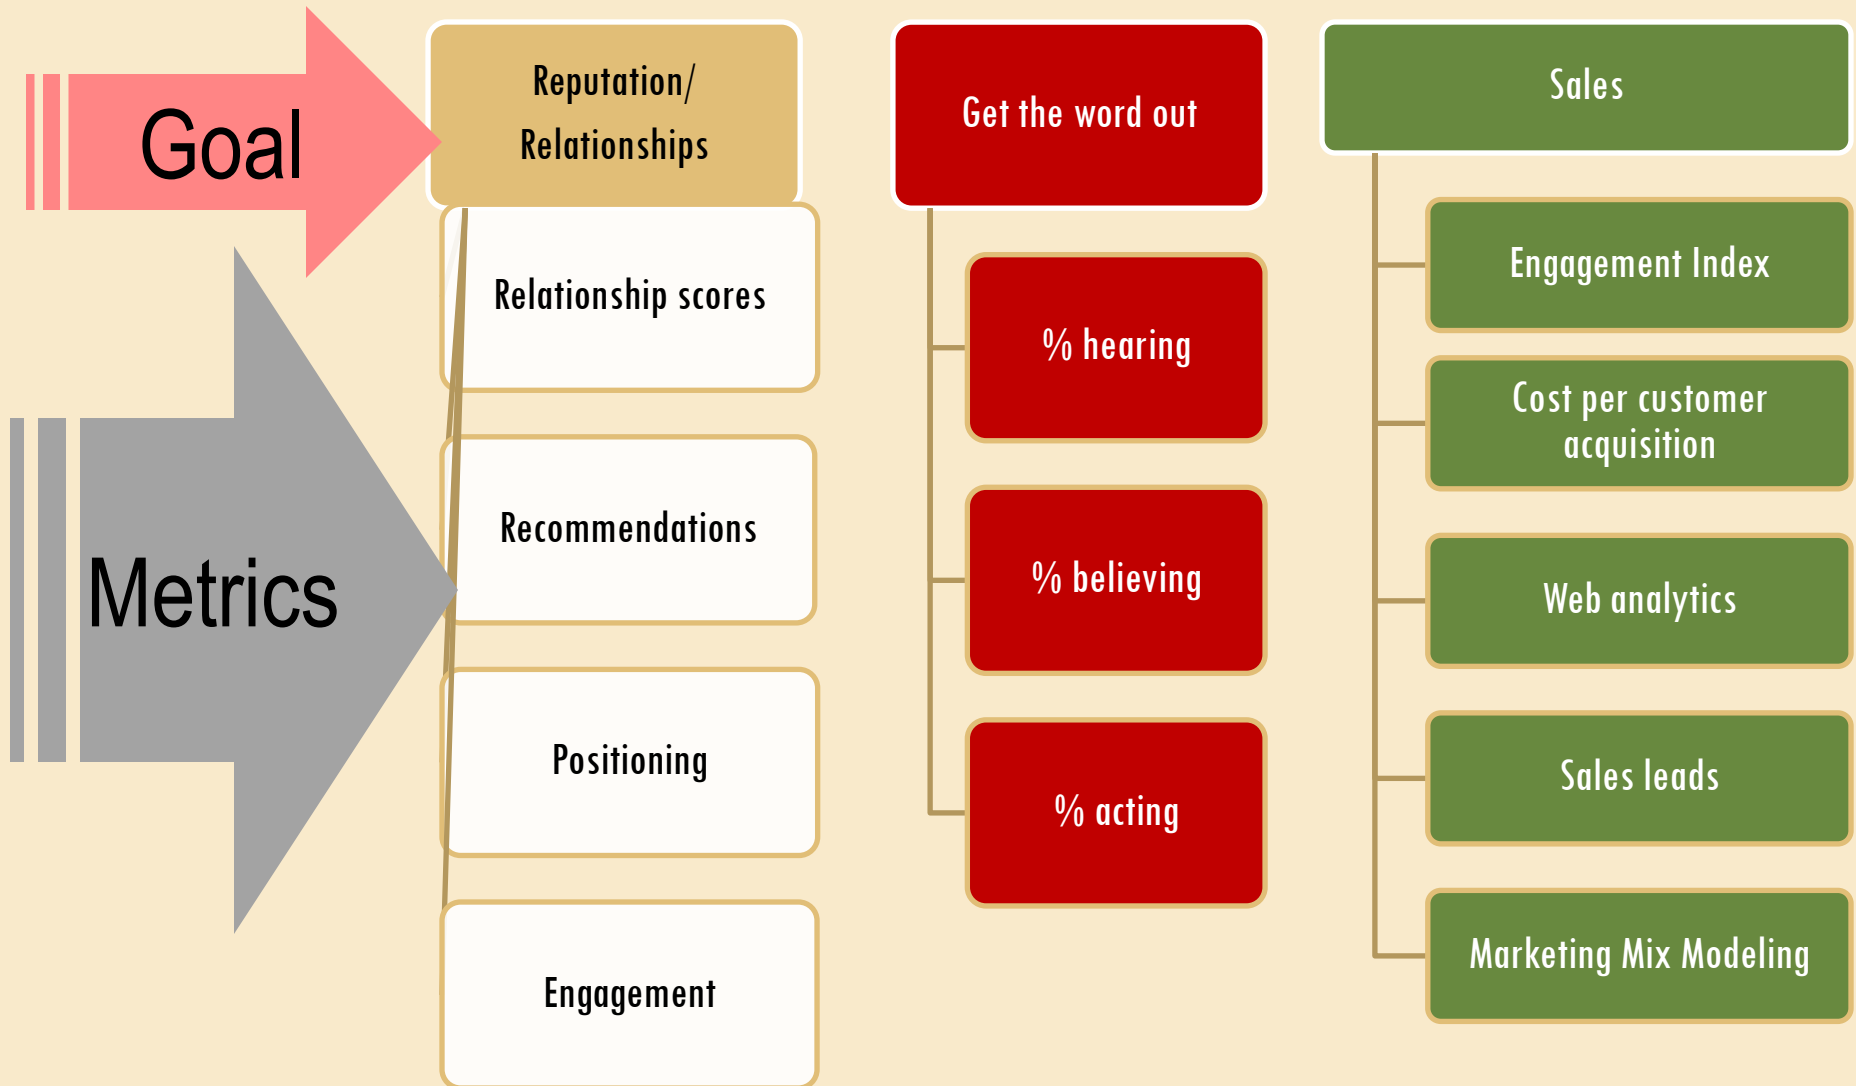 Goal
Reputation/
Relationships
Get the word out
Sales
Metrics
Relationship scores
Recommendations
Positioning
Engagement
% hearing
% believing
% acting
Engagement Index
Cost per customer
acquisition
Web analytics
Sales leads
Marketing Mix Modeling